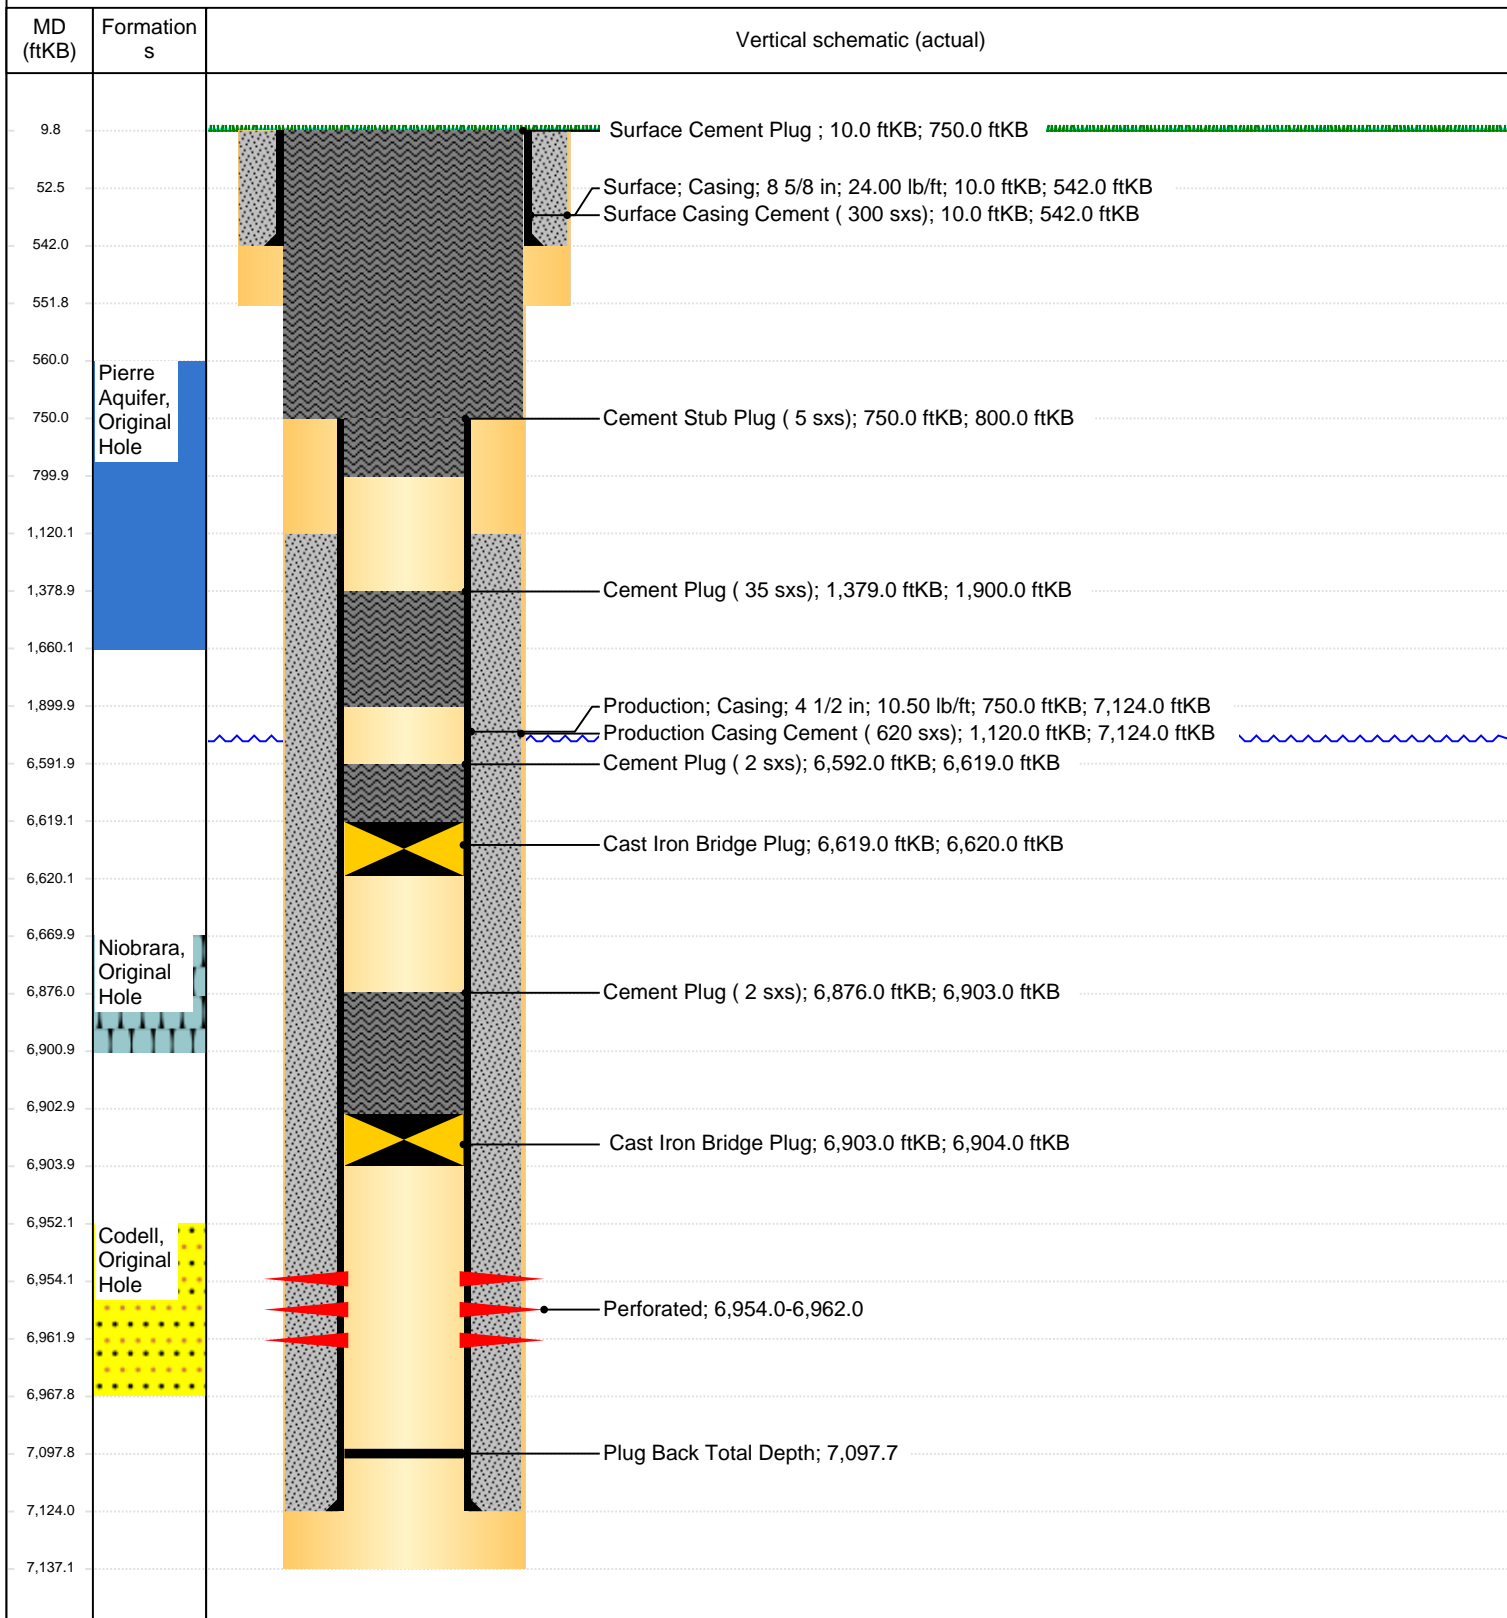 MD
(ftKB)
Formation
s
Vertical schematic (actual)
9.8
Surface Cement Plug ; 10.0 ftKB; 750.0 ftKB
52.5
Surface; Casing; 8 5/8 in; 24.00 lb/ft; 10.0 ftKB; 542.0 ftKB
Surface Casing Cement ( 300 sxs); 10.0 ftKB; 542.0 ftKB
542.0
551.8
560.0
Pierre
Aquifer,
Original
Hole
750.0
Cement Stub Plug ( 5 sxs); 750.0 ftKB; 800.0 ftKB
799.9
1,120.1
1,378.9
Cement Plug ( 35 sxs); 1,379.0 ftKB; 1,900.0 ftKB
1,660.1
1,899.9
Production; Casing; 4 1/2 in; 10.50 lb/ft; 750.0 ftKB; 7,124.0 ftKB
Production Casing Cement ( 620 sxs); 1,120.0 ftKB; 7,124.0 ftKB
6,591.9
Cement Plug ( 2 sxs); 6,592.0 ftKB; 6,619.0 ftKB
6,619.1
Cast Iron Bridge Plug; 6,619.0 ftKB; 6,620.0 ftKB
6,620.1
6,669.9
Niobrara,
Original
Hole
6,876.0
Cement Plug ( 2 sxs); 6,876.0 ftKB; 6,903.0 ftKB
6,900.9
6,902.9
Cast Iron Bridge Plug; 6,903.0 ftKB; 6,904.0 ftKB
6,903.9
6,952.1
Codell,
Original
Hole
6,954.1
Perforated; 6,954.0-6,962.0
6,961.9
6,967.8
7,097.8
Plug Back Total Depth; 7,097.7
7,124.0
7,137.1